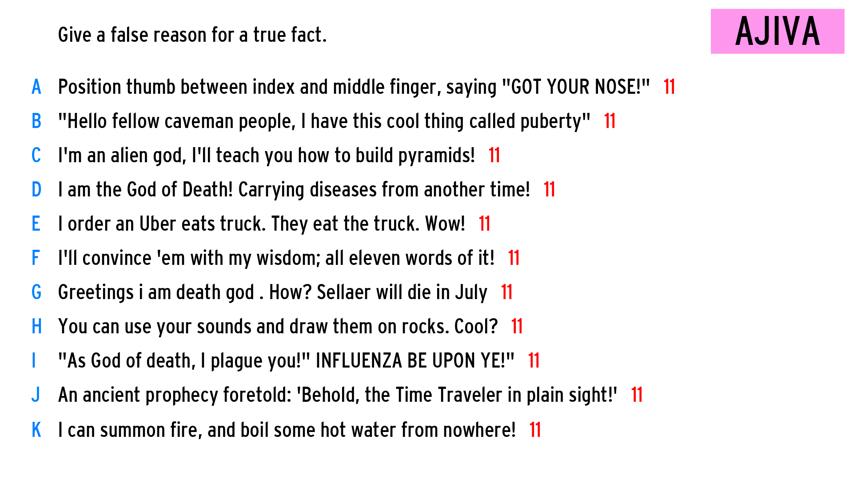 Give a false reason for a true fact.
AJIVA
A Position thumb between index and middle finger, saying "GOT YOUR NOSE!" 11
B "Hello fellow caveman people, I have this cool thing called puberty" 11
C I'm an alien god, I'll teach you how to build pyramids! 11
D I am the God of Death! Carrying diseases from another time! 11
E I order an Uber eats truck. They eat the truck. Wow! 11
F I'll convince 'em with my wisdom; all eleven words of it! 11
G Greetings i am death god . How? Sellaer will die in July 11
H You can use your sounds and draw them on rocks. Cool? 11
I "As God of death, I plague you!" INFLUENZA BE UPON YE!" 11
J An ancient prophecy foretold: 'Behold, the Time Traveler in plain sight!' 11
K I can summon fire, and boil some hot water from nowhere! 11